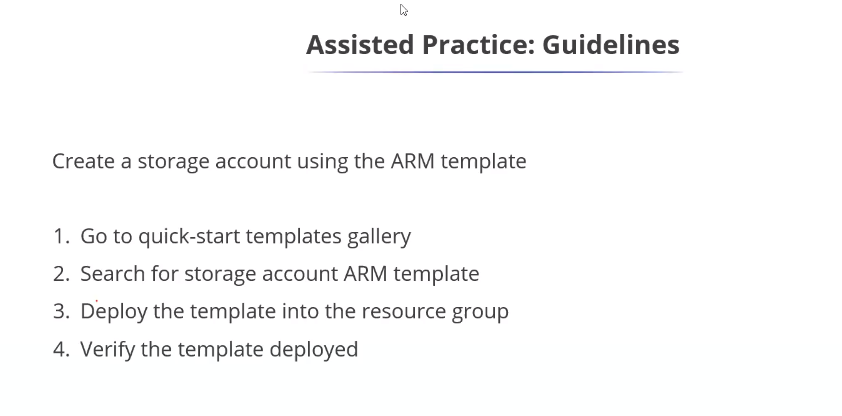 Assisted Practice: Guidelines
Create a storage account using the ARM template
1. Go to quick-start templates gallery
2. Search for storage account ARM template
3. Deploy the template into the resource group
4. Verify the template deployed